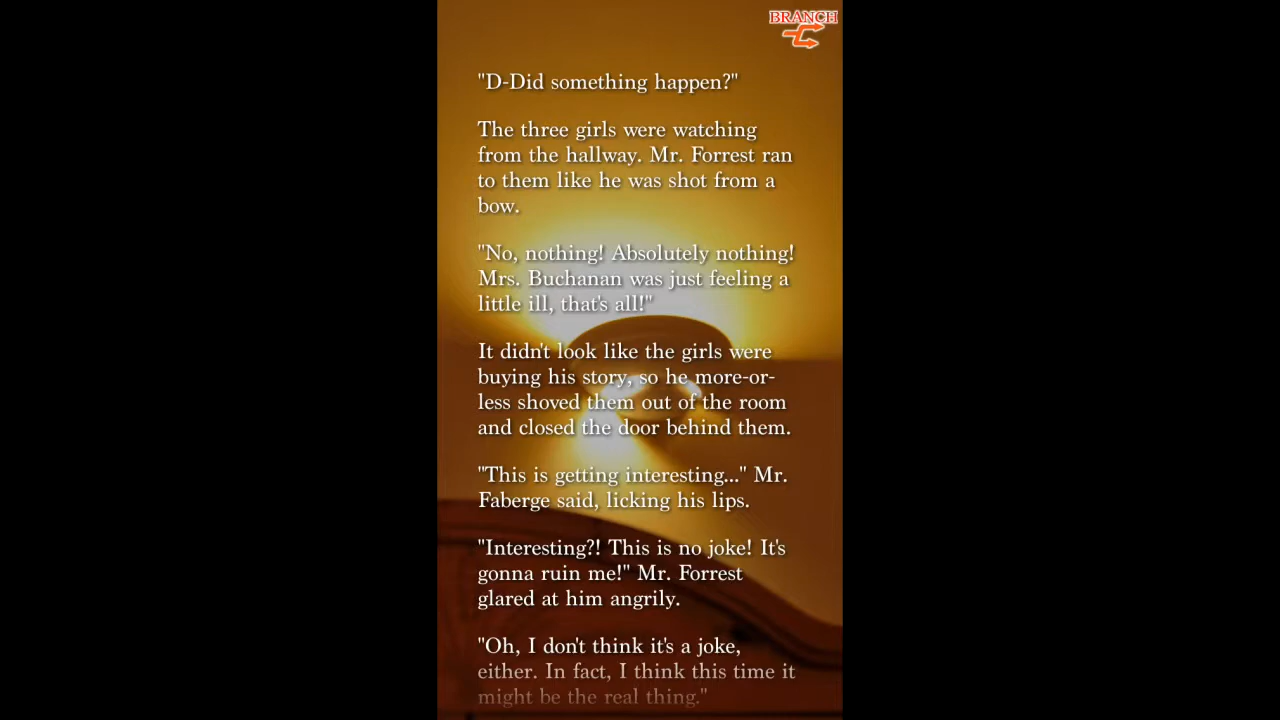 BRANCH
"D-Did something happen?"
The three girls were watching
from the hallway. Mr. Forrest ran
to them like he was shot from a
bow.
"No, nothing! Absolutely nothing!
Mrs. Buchanan was just feeling a
little ill, that's all!"
It didn't look like the girls were
buying his story, so he more-or-
less shoved them out of the room
and closed the door behind them.
"This is getting interesting..." Mr.
Faberge said, licking his lips.
"Interesting?! This is no joke! It's
gonna ruin me!" Mr. Forrest
glared at him angrily.
"Oh, I don't think it's a joke,
either. In fact, I think this time it
might be the real thing."